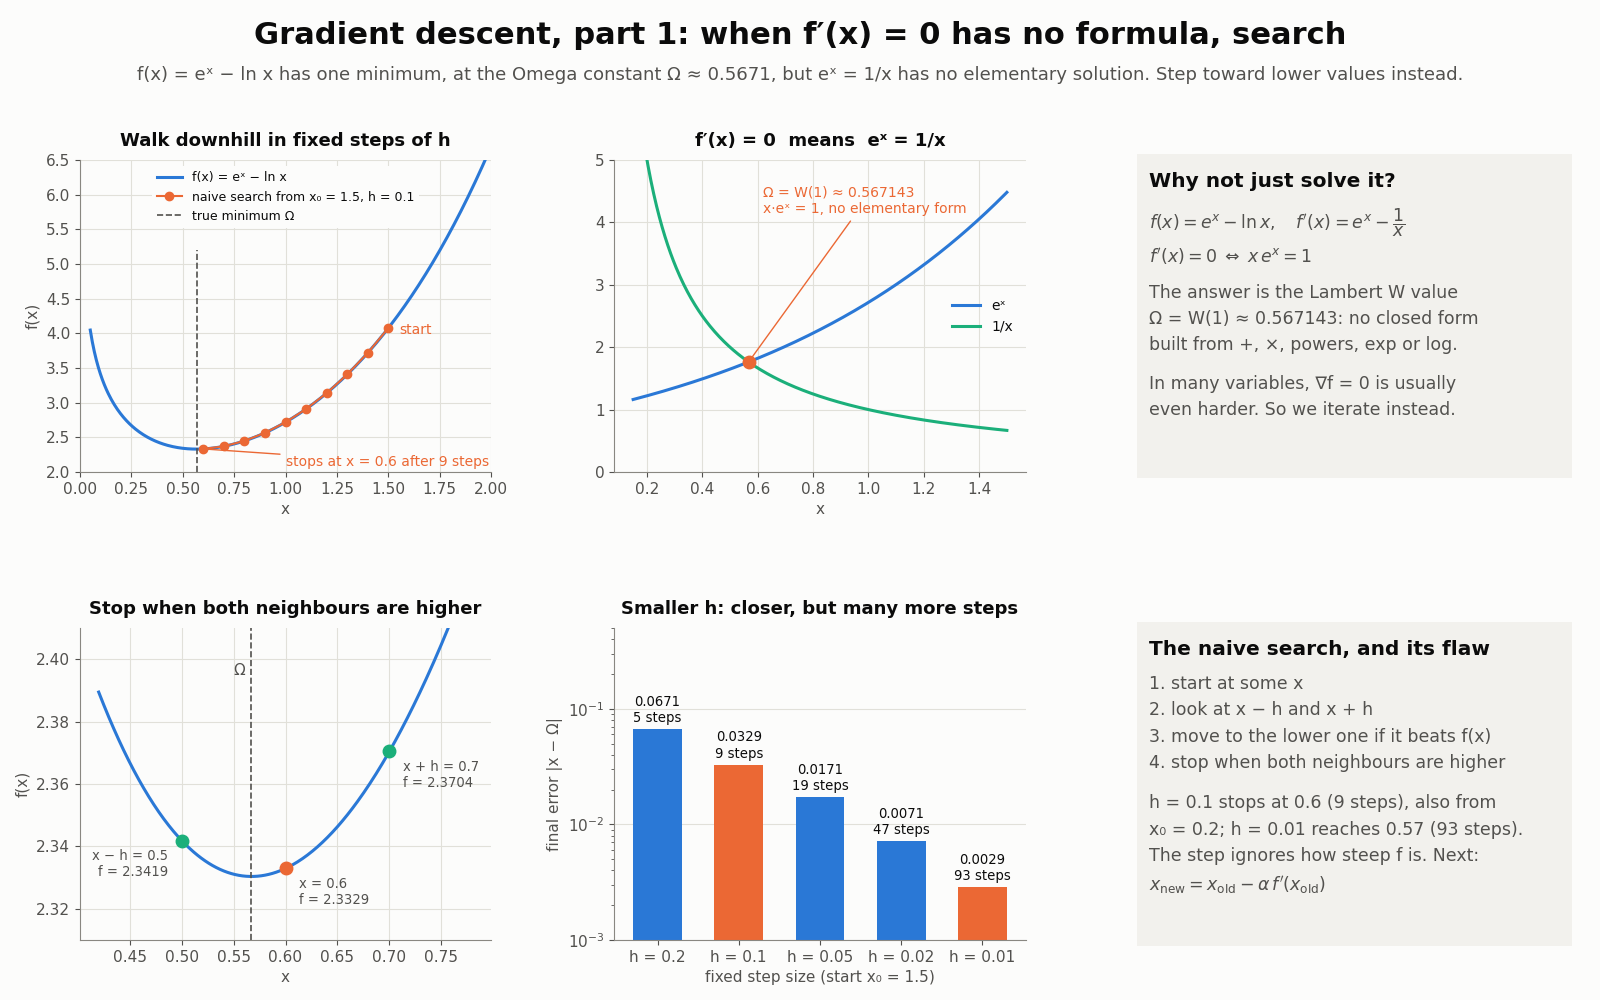 Gradient descent, part 1: when f′(x) = 0 has no formula, search
f(x) = eˣ − ln x has one minimum, at the Omega constant Ω ≈ 0.5671, but eˣ = 1/x has no elementary solution. Step toward lower values instead.
Walk downhill in fixed steps of h
f(x) = eˣ − ln x
naive search from x₀ = 1.5, h = 0.1
true minimum Ω
start
stops at x = 0.6 after 9 steps
f(x)
6.5
6.0
5.5
5.0
4.5
4.0
3.5
3.0
2.5
2.0
0.00 0.25 0.50 0.75 1.00 1.25 1.50 1.75 2.00
x
f′(x) = 0 means eˣ = 1/x
Ω = W(1) ≈ 0.567143
x·eˣ = 1, no elementary form
eˣ
1/x
5
4
3
2
1
0
0.2 0.4 0.6 0.8 1.0 1.2 1.4
x
Why not just solve it?
f(x) = eˣ − ln x, f′(x) = eˣ − 1/x
f′(x) = 0 ⇔ x eˣ = 1
The answer is the Lambert W value
Ω = W(1) ≈ 0.567143: no closed form
built from +, ×, powers, exp or log.
In many variables, ∇f = 0 is usually
even harder. So we iterate instead.
Stop when both neighbours are higher
Ω
x + h = 0.7
f = 2.3704
x − h = 0.5
f = 2.3419
x = 0.6
f = 2.3329
f(x)
2.40
2.38
2.36
2.34
2.32
0.45 0.50 0.55 0.60 0.65 0.70 0.75
x
Smaller h: closer, but many more steps
0.0671
5 steps
0.0329
9 steps
0.0171
19 steps
0.0071
47 steps
0.0029
93 steps
final error |x − Ω|
10⁻¹
10⁻²
10⁻³
h = 0.2 h = 0.1 h = 0.05 h = 0.02 h = 0.01
fixed step size (start x₀ = 1.5)
The naive search, and its flaw
1. start at some x
2. look at x − h and x + h
3. move to the lower one if it beats f(x)
4. stop when both neighbours are higher
h = 0.1 stops at 0.6 (9 steps), also from
x₀ = 0.2; h = 0.01 reaches 0.57 (93 steps).
The step ignores how steep f is. Next:
x_new = x_old − α f′(x_old)